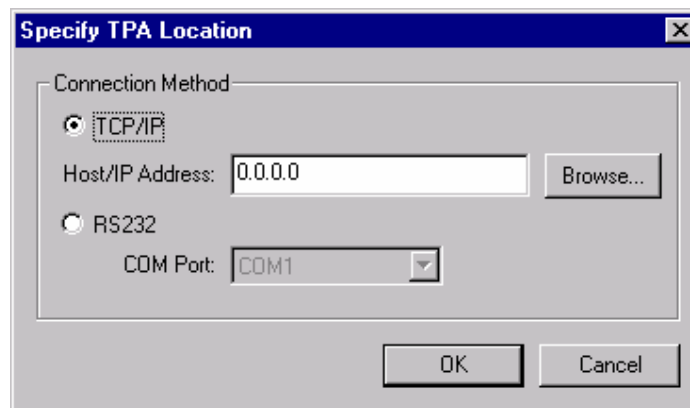 Specify TPA Location
Connection Method
TCP/IP
Host/IP Address: 0.0.0.0 Browse...
RS232
COM Port: COM1
OK Cancel